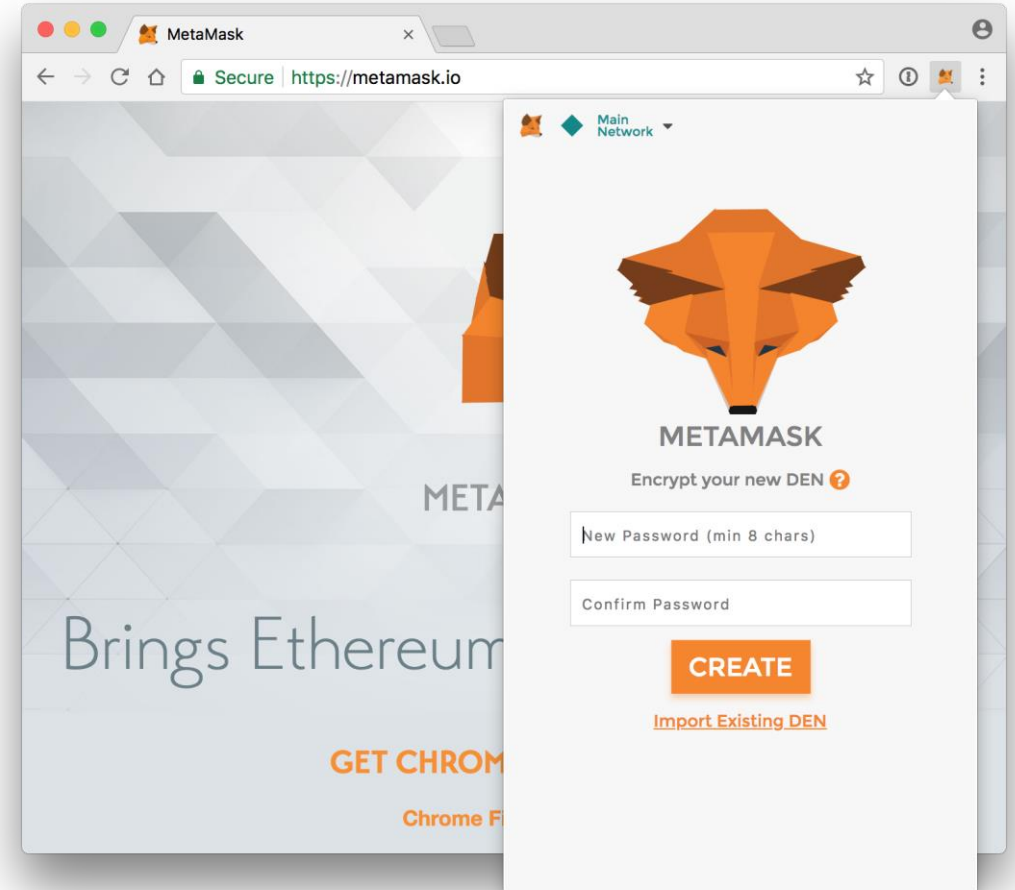 MetaMask
Secure https://metamask.io
Main
Network
METAMASK
Encrypt your new DEN ?
New Password (min 8 chars)
Confirm Password
CREATE
Import Existing DEN
META
Brings Ethereum
GET CHROM
Chrome F